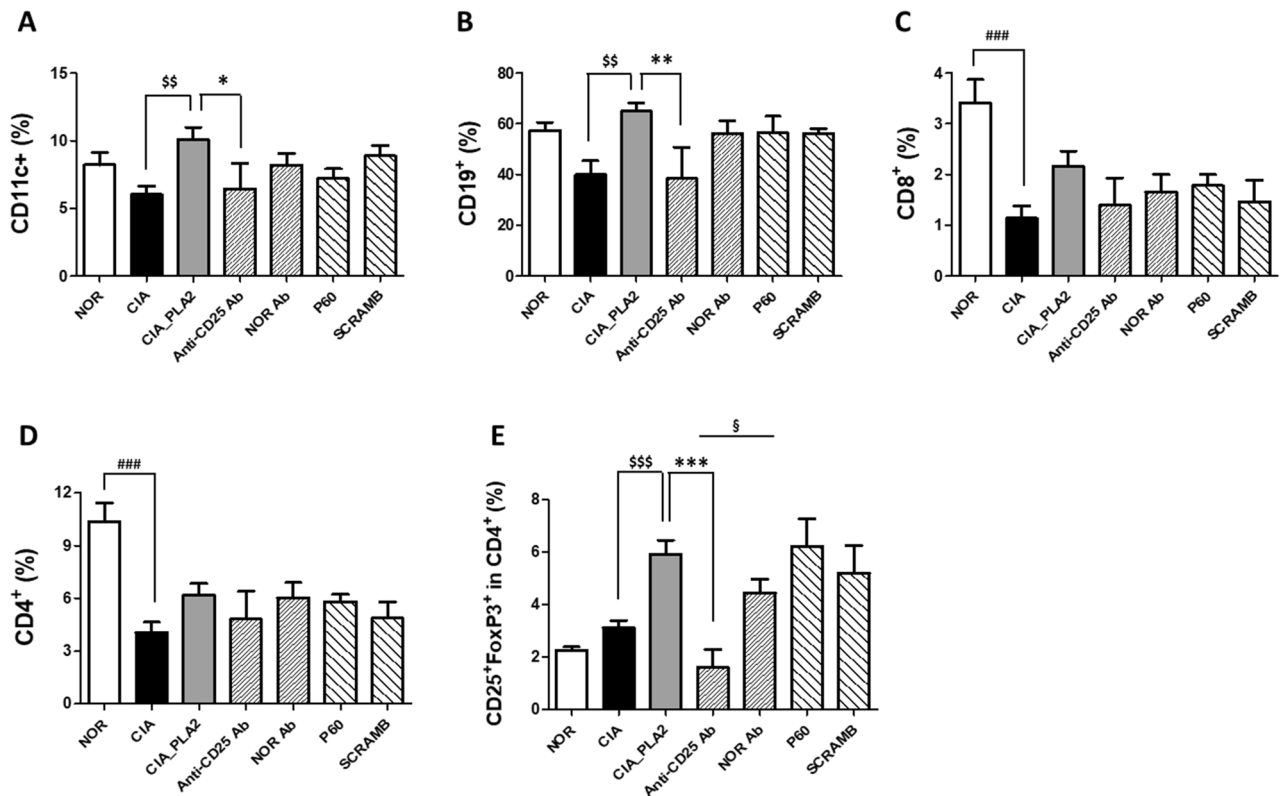 A
CD11c+ (%)
15
10
5
0
$$
*
NOR
CIA
CIA_PLA2
Anti-CD25 Ab
NOR Ab
P60
SCRAMB
B
CD19+ (%)
80
60
40
20
0
$$
**
NOR
CIA
CIA_PLA2
Anti-CD25 Ab
NOR Ab
P60
SCRAMB
C
CD8+ (%)
4
3
2
1
0
###
NOR
CIA
CIA_PLA2
Anti-CD25 Ab
NOR Ab
P60
SCRAMB
D
CD4+ (%)
12
9
6
3
0
###
NOR
CIA
CIA_PLA2
Anti-CD25 Ab
NOR Ab
P60
SCRAMB
E
CD25+FoxP3+ in CD4+ (%)
8
6
4
2
0
$$$
***
§
NOR
CIA
CIA_PLA2
Anti-CD25 Ab
NOR Ab
P60
SCRAMB